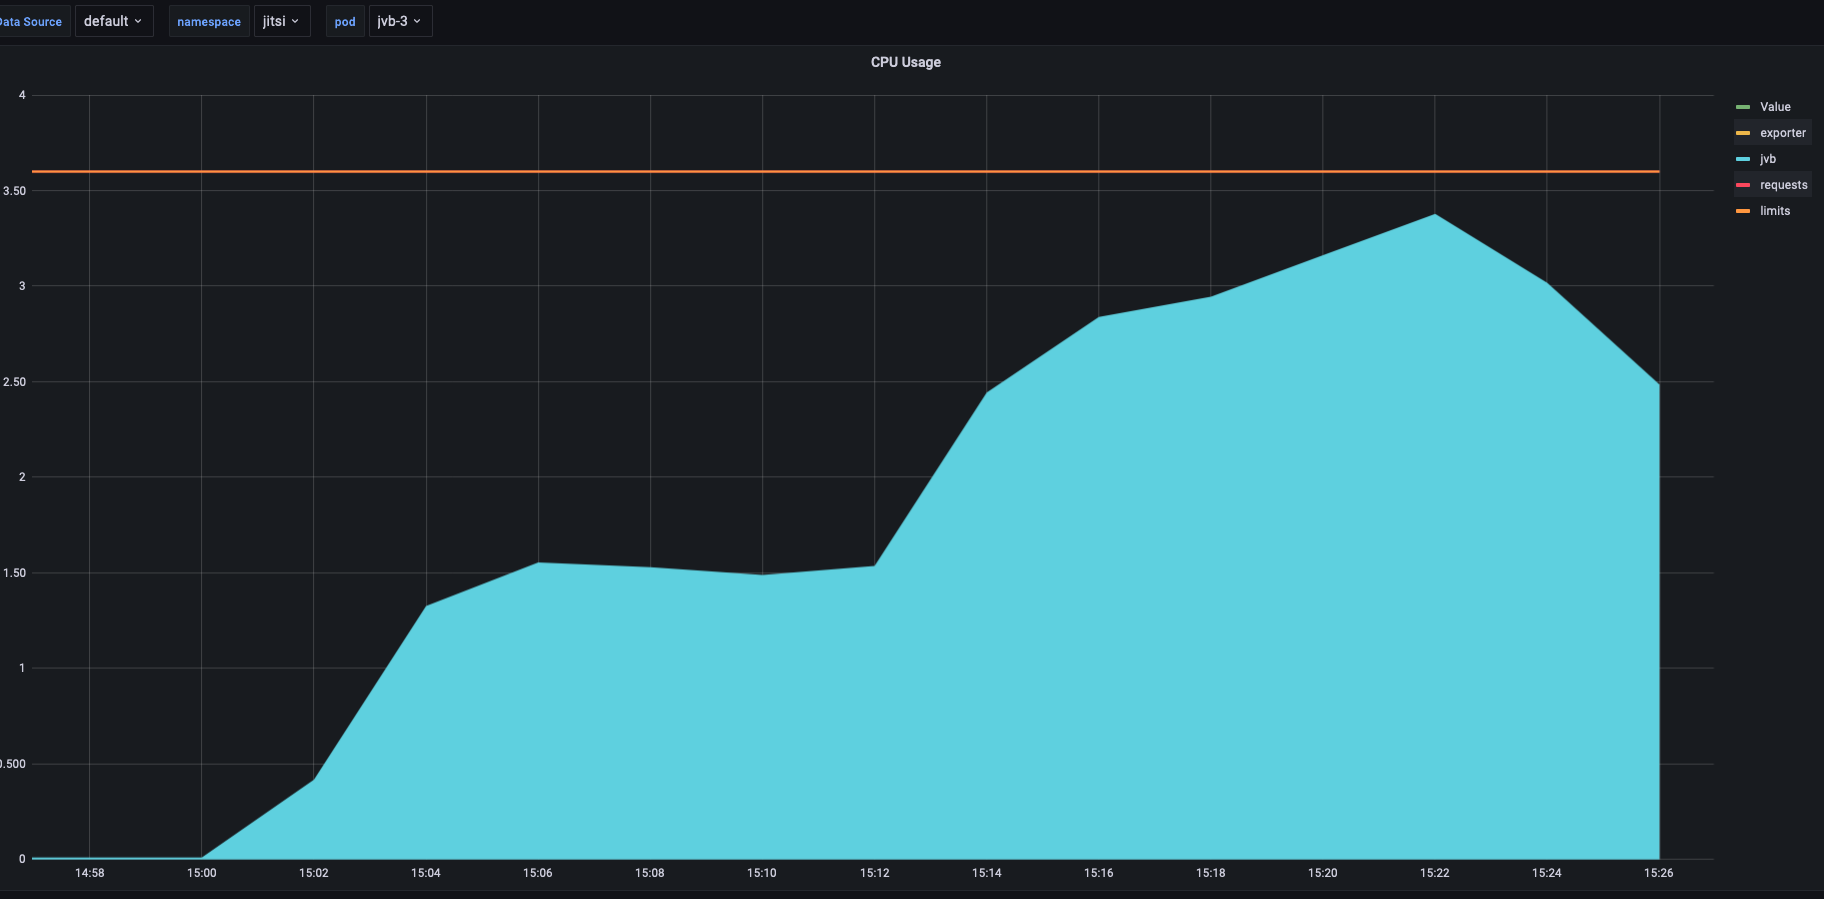 Data Source default namespace jitsi pod jvb-3
CPU Usage
4
3.50
3
2.50
2
1.50
1
0.500
0
14:58 15:00 15:02 15:04 15:06 15:08 15:10 15:12 15:14 15:16 15:18 15:20 15:22 15:24 15:26
Value
exporter
jvb
requests
limits